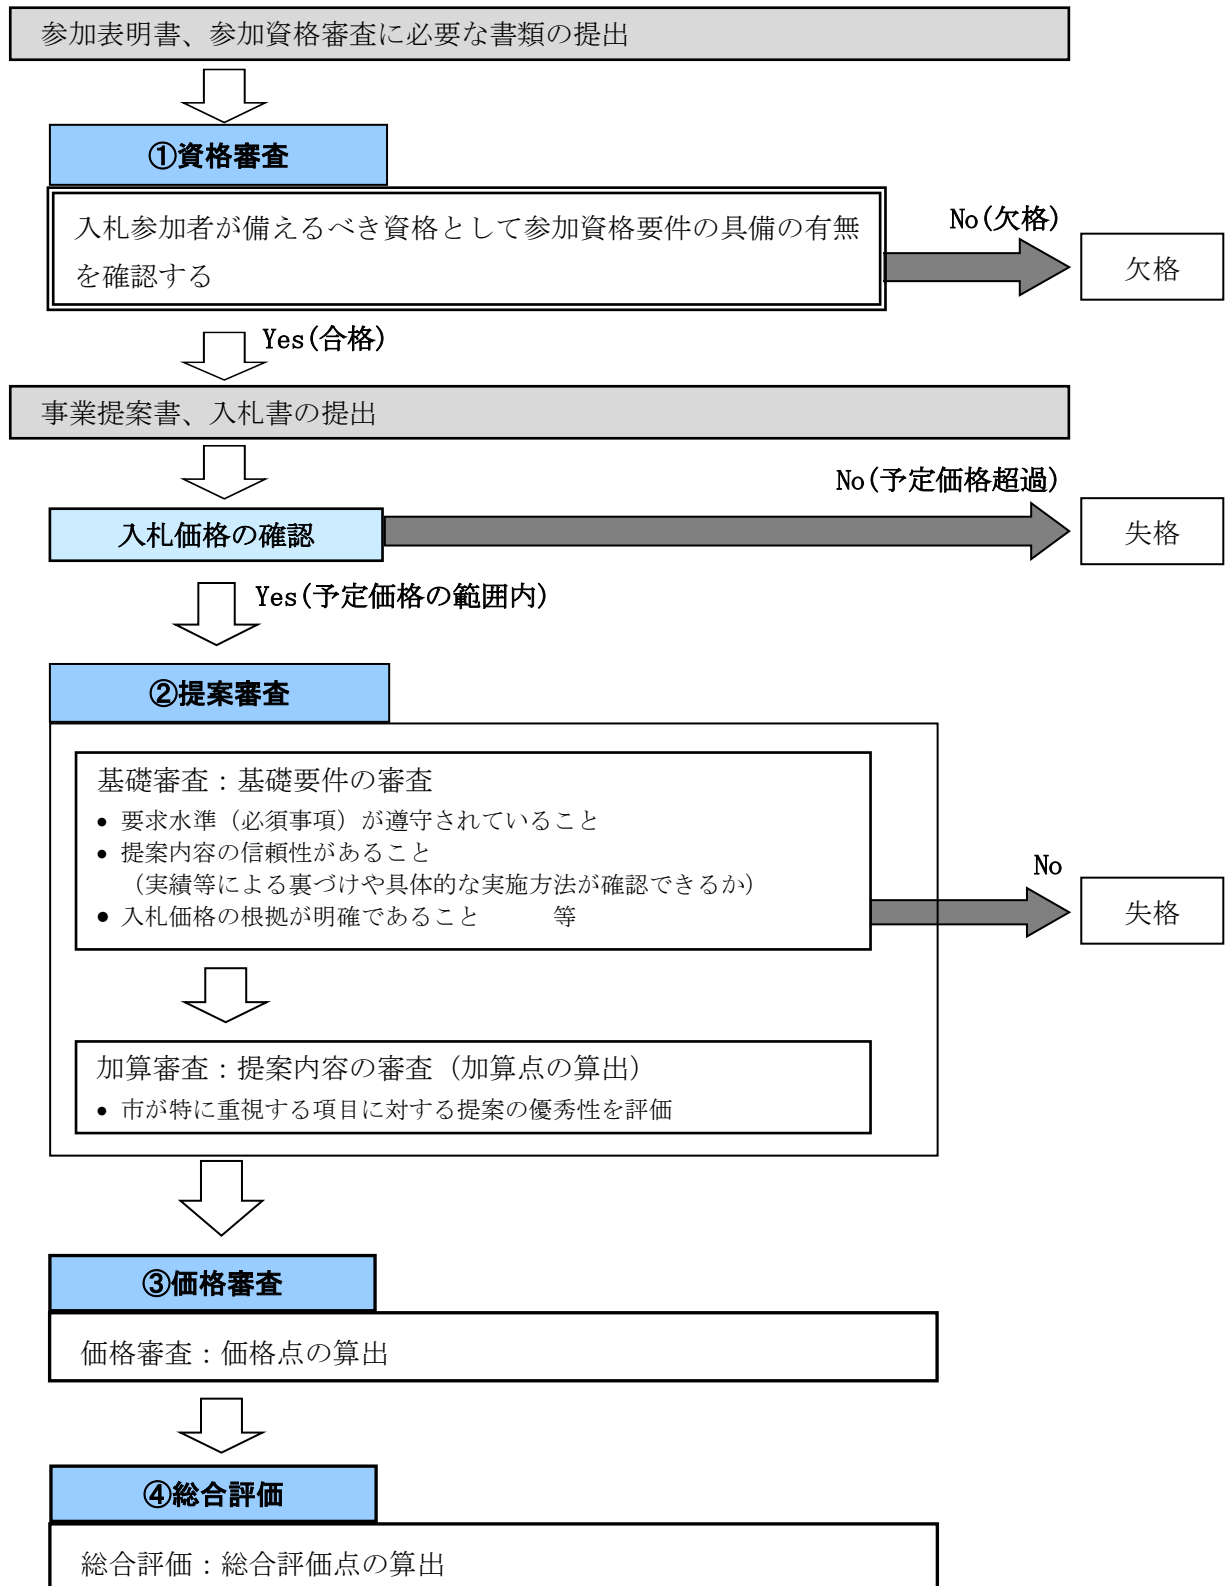 参加表明書、参加資格審査に必要な書類の提出
①資格審査
入札参加者が備えるべき資格として参加資格要件の具備の有無
を確認する
No(欠格)
欠格
Yes(合格)
事業提案書、入札書の提出
No(予定価格超過)
入札価格の確認
失格
Yes(予定価格の範囲内)
②提案審査
基礎審査：基礎要件の審査
• 要求水準（必須事項）が遵守されていること
• 提案内容の信頼性があること
（実績等による裏づけや具体的な実施方法が確認できるか）
• 入札価格の根拠が明確であること　　　等
No
失格
加算審査：提案内容の審査（加算点の算出）
• 市が特に重視する項目に対する提案の優秀性を評価
③価格審査
価格審査：価格点の算出
④総合評価
総合評価：総合評価点の算出